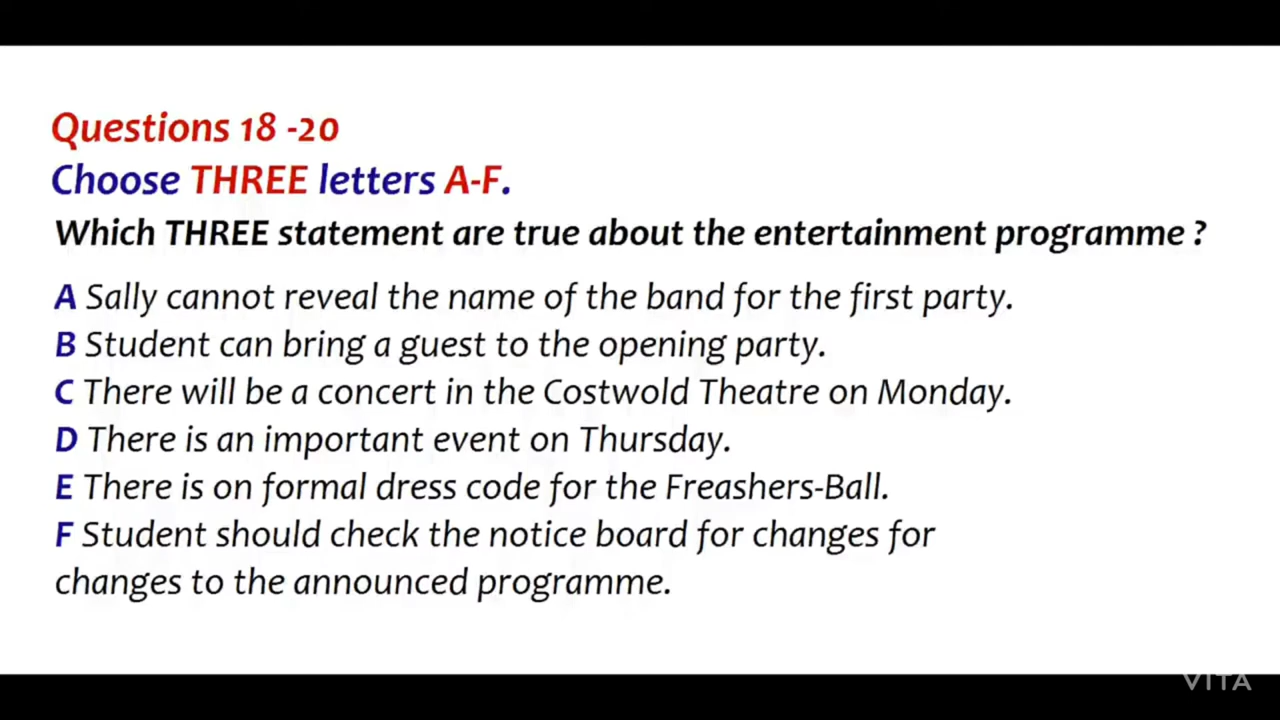 Questions 18 -20
Choose THREE letters A-F.
Which THREE statement are true about the entertainment programme ?
A Sally cannot reveal the name of the band for the first party.
B Student can bring a guest to the opening party.
C There will be a concert in the Costwold Theatre on Monday.
D There is an important event on Thursday.
E There is on formal dress code for the Freashers-Ball.
F Student should check the notice board for changes for
changes to the announced programme.
VITA